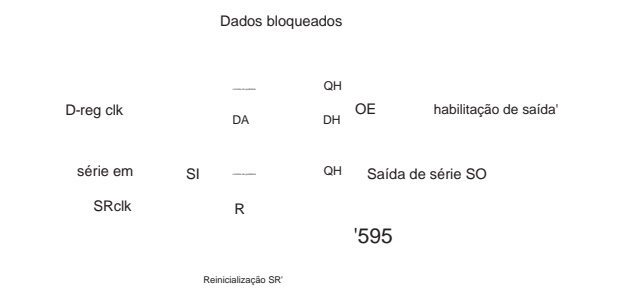 Dados bloqueados
QH
D-reg clk
OE
habilitação de saída'
DA
DH
série em
SI
QH
Saída de série SO
SRclk
R
'595
Reinicialização SR'